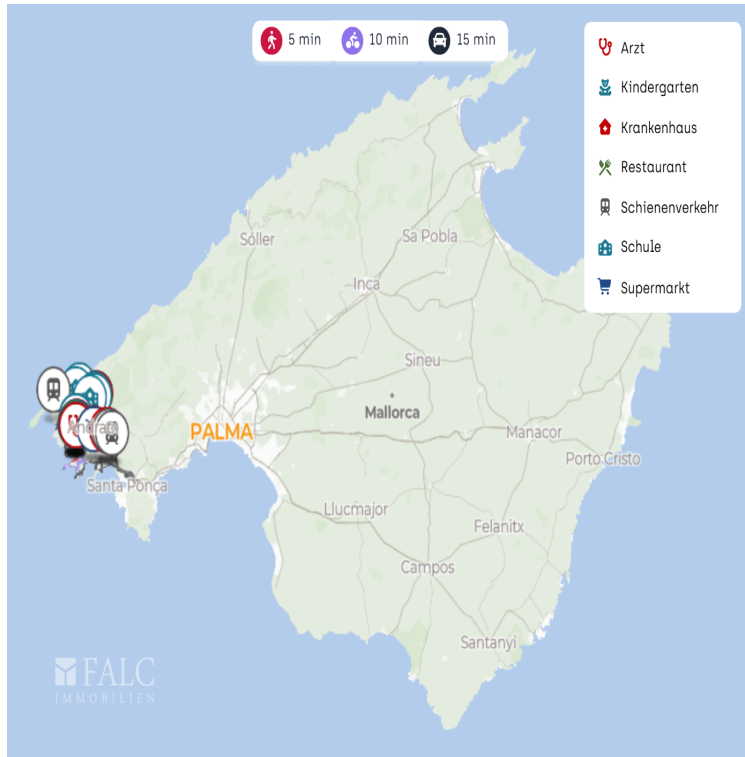 5 min
10 min
15 min
Arzt
Kindergarten
Krankenhaus
Restaurant
Schienenverkehr
Schule
Supermarkt
Sóller
Sa Pobla
Inca
Sineu
Mallorca
PALMA
Manacor
Porto Cristo
Santa Ponça
Llucmajor
Felanitx
Campos
Santanyí
FALC
IMMOBILIEN